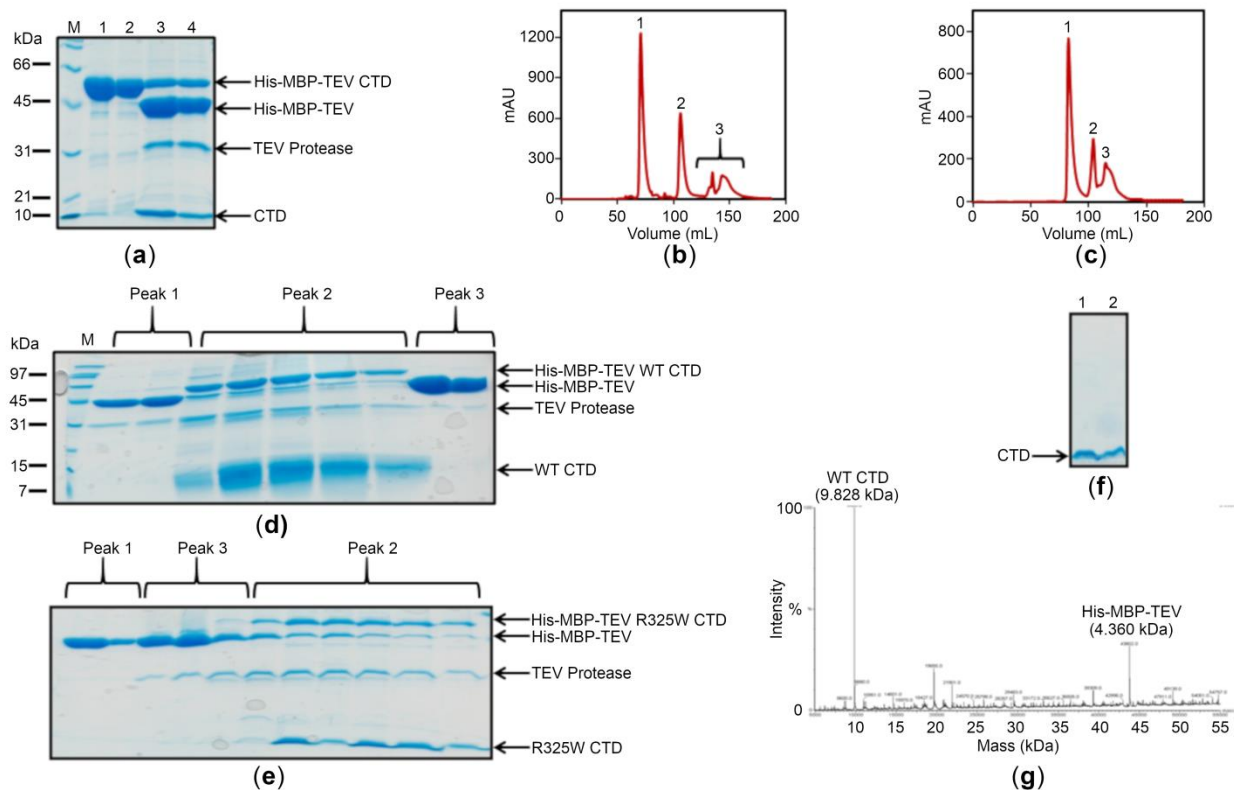 kDa M 1 2 3 4
66
45
31
21
10
His-MBP-TEV CTD
His-MBP-TEV
TEV Protease
CTD
(a)
mAU
1200
900
600
300
0
1
2
3
0 50 100 150 200
Volume (mL)
(b)
mAU
800
600
400
200
0
1
2
3
0 50 100 150 200
Volume (mL)
(c)
Peak 1 Peak 2 Peak 3
kDa M
97
45
31
15
7
His-MBP-TEV WT CTD
His-MBP-TEV
TEV Protease
WT CTD
(d)
Peak 1 Peak 3 Peak 2
His-MBP-TEV R325W CTD
His-MBP-TEV
TEV Protease
R325W CTD
(e)
1 2
CTD
(f)
WT CTD
(9.828 kDa)
100
Intensity
%
0
His-MBP-TEV
(4.360 kDa)
10 15 20 25 30 35 40 45 50 55
Mass (kDa)
(g)